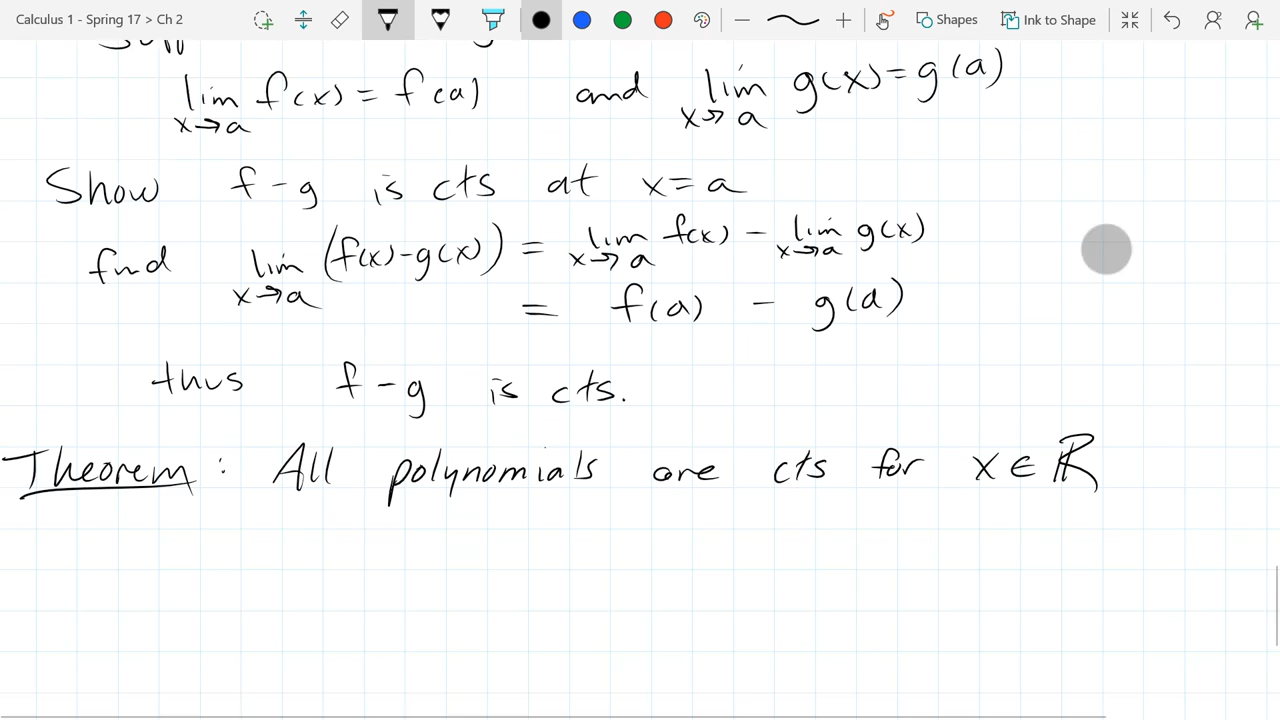 Calculus 1 - Spring 17 > Ch 2
Shapes
Ink to Shape
lim x→a f(x) = f(a) and lim x→a g(x) = g(a)
Show f - g is cts at x = a
find lim x→a (f(x) - g(x)) = lim x→a f(x) - lim x→a g(x)
= f(a) - g(a)
thus f - g is cts.
Theorem: All polynomials are cts for x ∈ ℝ